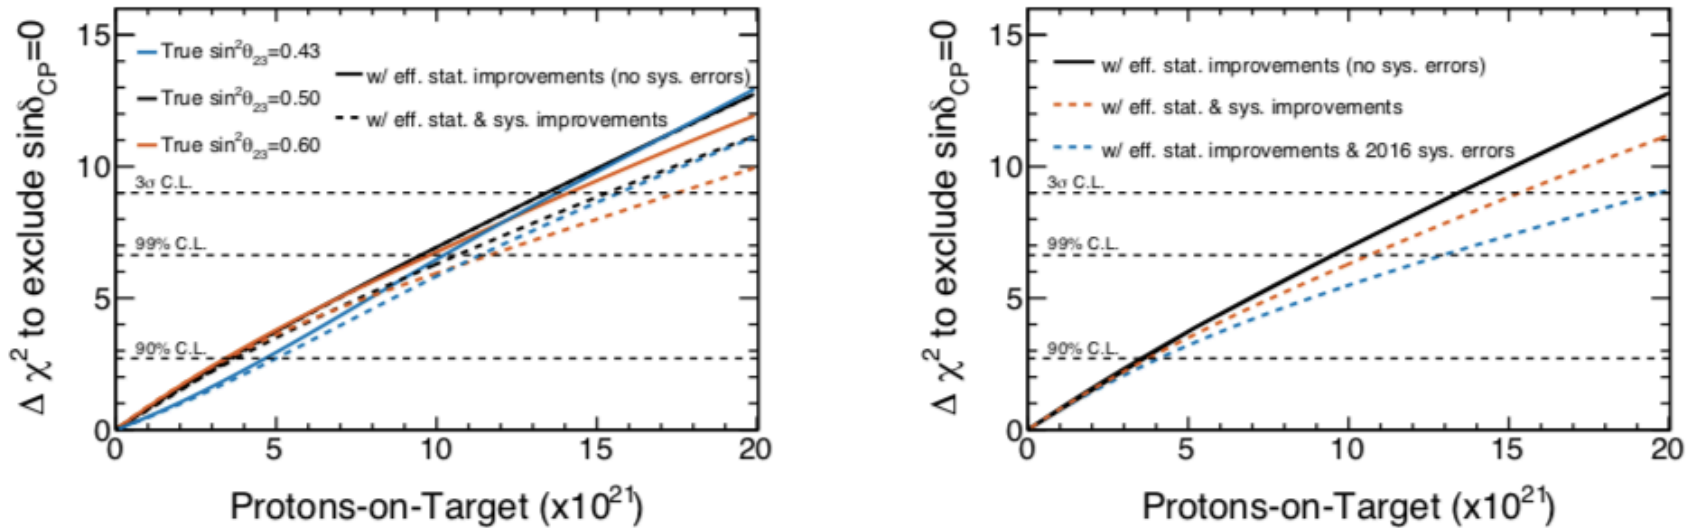 Δ χ² to exclude sinδCP=0
15
10
5
0
True sin²θ23=0.43
True sin²θ23=0.50
True sin²θ23=0.60
w/ eff. stat. improvements (no sys. errors)
w/ eff. stat. & sys. improvements
3σ C.L.
99% C.L.
90% C.L.
0 5 10 15 20
Protons-on-Target (x10²¹)
Δ χ² to exclude sinδCP=0
15
10
5
0
w/ eff. stat. improvements (no sys. errors)
w/ eff. stat. & sys. improvements
w/ eff. stat. improvements & 2016 sys. errors
3σ C.L.
99% C.L.
90% C.L.
0 5 10 15 20
Protons-on-Target (x10²¹)